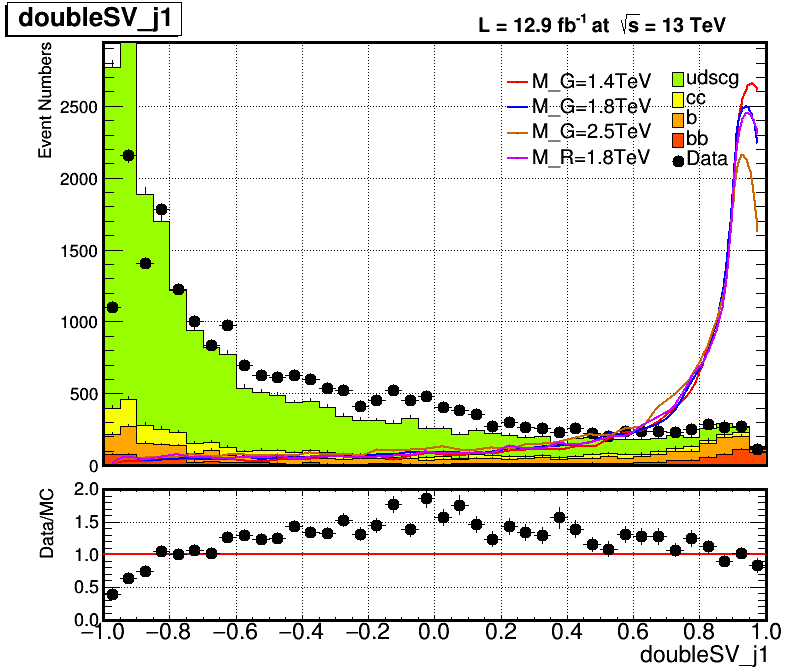 doubleSV_j1
L = 12.9 fb-1 at √s = 13 TeV
Event Numbers
M_G=1.4TeV
M_G=1.8TeV
M_G=2.5TeV
M_R=1.8TeV
udscg
cc
b
bb
Data
2500
2000
1500
1000
500
0
Data/MC
2.0
1.5
1.0
0.5
0.0
−1.0 −0.8 −0.6 −0.4 −0.2 0.0 0.2 0.4 0.6 0.8 1.0
doubleSV_j1